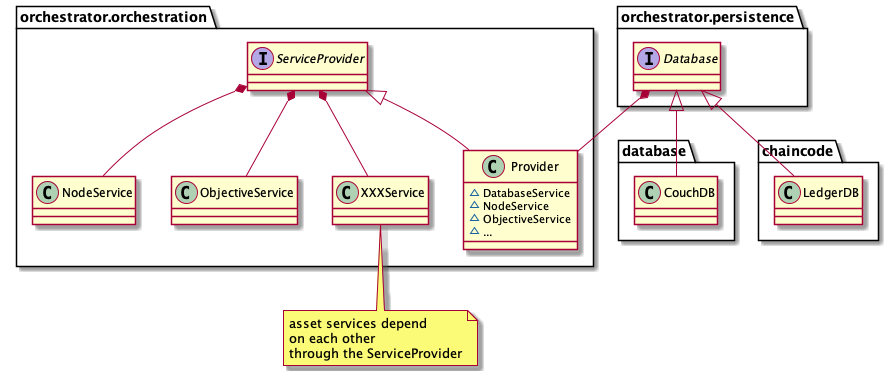 orchestrator.orchestration
orchestrator.persistence
I ServiceProvider
I Database
database
chaincode
C NodeService
C ObjectiveService
C XXXService
C Provider
DatabaseService
NodeService
ObjectiveService
...
C CouchDB
C LedgerDB
asset services depend
on each other
through the ServiceProvider